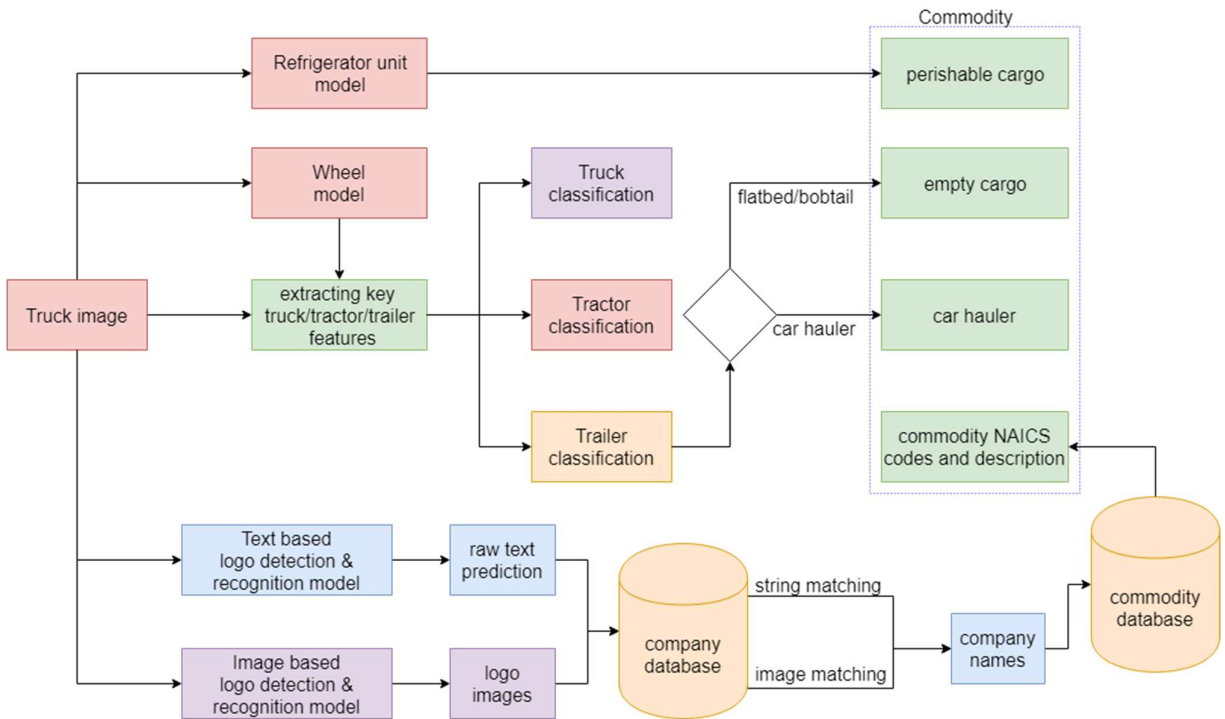 Commodity
Refrigerator unit
model
perishable cargo
Wheel
model
Truck
classification
flatbed/bobtail
empty cargo
Truck image
extracting key
truck/tractor/trailer
features
Tractor
classification
car hauler
car hauler
Trailer
classification
commodity NAICS
codes and description
Text based
logo detection &
recognition model
raw text
prediction
company
database
string matching
image matching
company
names
commodity
database
Image based
logo detection &
recognition model
logo
images